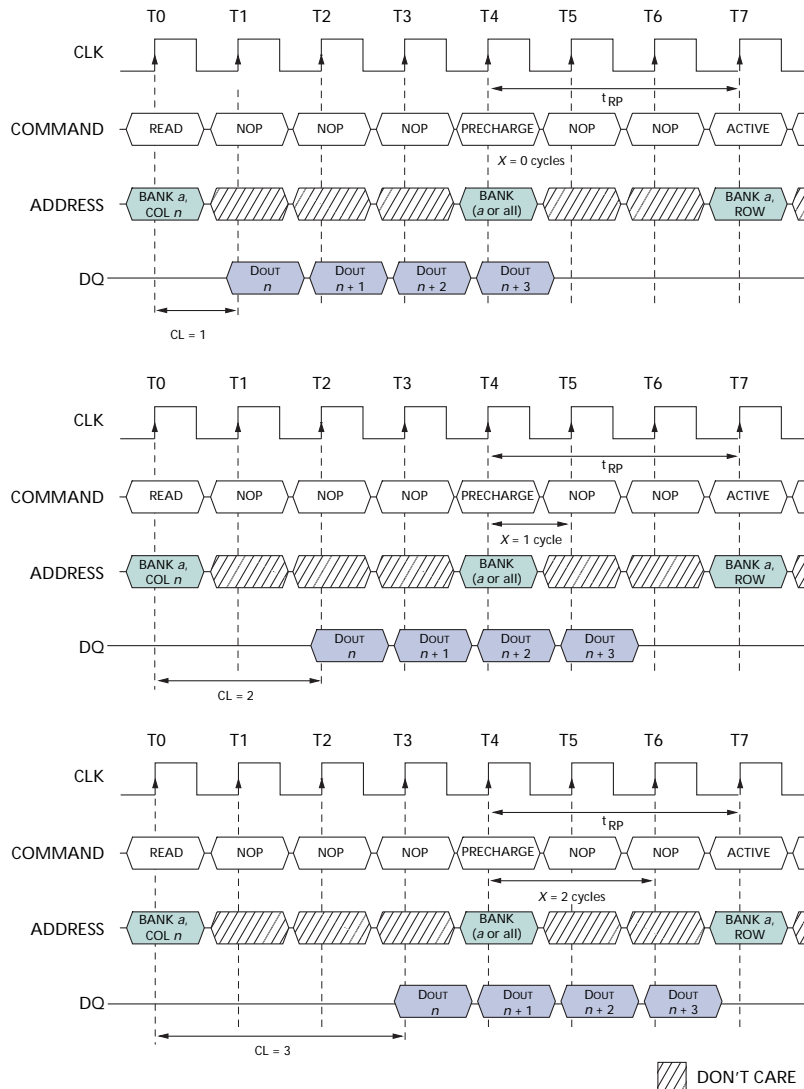 T0 T1 T2 T3 T4 T5 T6 T7
CLK
tRP
COMMAND READ NOP NOP NOP PRECHARGE NOP NOP ACTIVE
X = 0 cycles
ADDRESS BANK a, COL n BANK (a or all) BANK a, ROW
DQ DOUT n DOUT n + 1 DOUT n + 2 DOUT n + 3
CL = 1
T0 T1 T2 T3 T4 T5 T6 T7
CLK
tRP
COMMAND READ NOP NOP NOP PRECHARGE NOP NOP ACTIVE
X = 1 cycle
ADDRESS BANK a, COL n BANK (a or all) BANK a, ROW
DQ DOUT n DOUT n + 1 DOUT n + 2 DOUT n + 3
CL = 2
T0 T1 T2 T3 T4 T5 T6 T7
CLK
tRP
COMMAND READ NOP NOP NOP PRECHARGE NOP NOP ACTIVE
X = 2 cycles
ADDRESS BANK a, COL n BANK (a or all) BANK a, ROW
DQ DOUT n DOUT n + 1 DOUT n + 2 DOUT n + 3
CL = 3
DON'T CARE